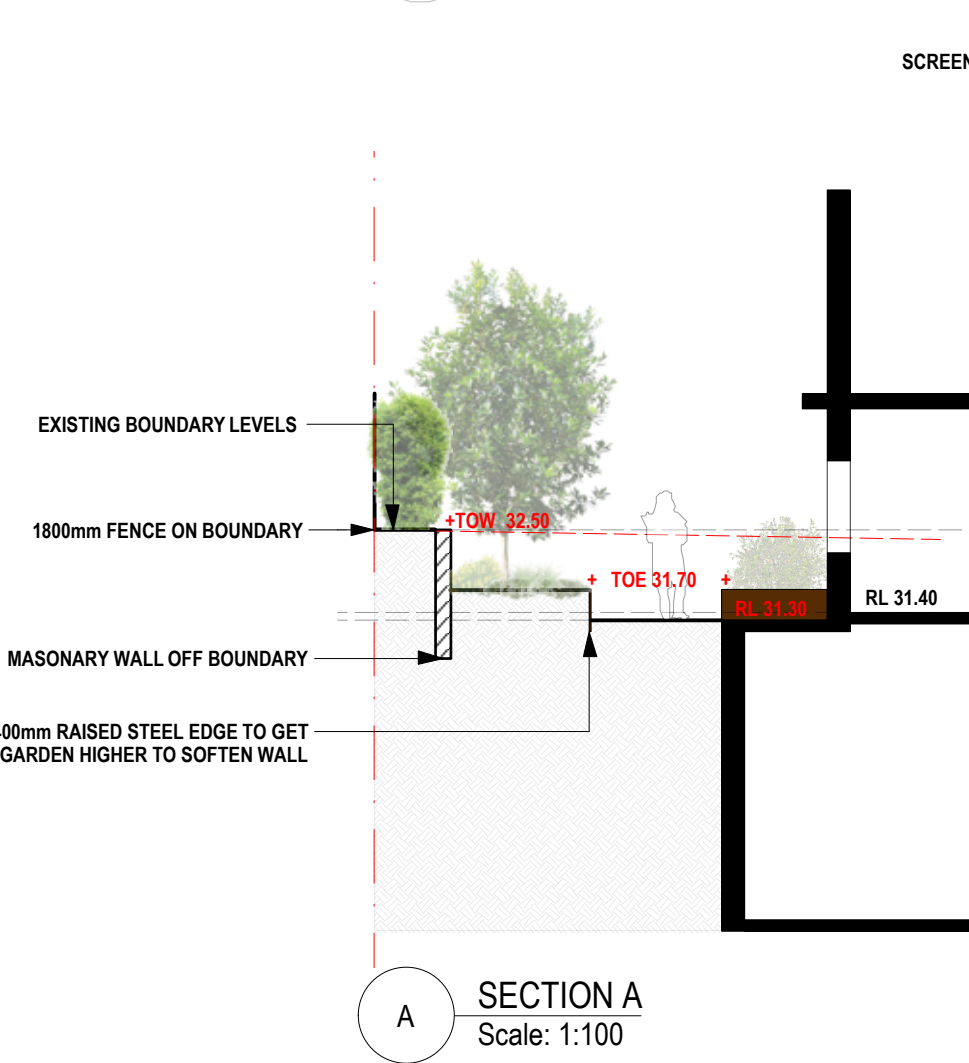 SCREEN
EXISTING BOUNDARY LEVELS
+TOW 32.50
1800mm FENCE ON BOUNDARY
+ TOE 31.70 +
RL 31.30
RL 31.40
MASONARY WALL OFF BOUNDARY
00mm RAISED STEEL EDGE TO GET
GARDEN HIGHER TO SOFTEN WALL
A
SECTION A
Scale: 1:100